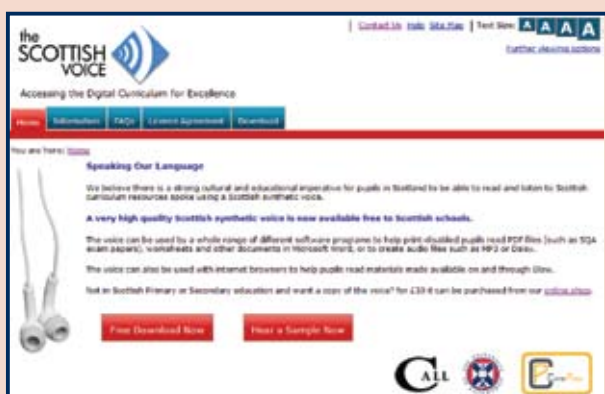 the
SCOTTISH
VOICE
Contact Us Help Site Map Text Size: A A A A
Further viewing options
Accessing the Digital Curriculum for Excellence
Home Information FAQs Licence Agreement Download
You are here: Home
Speaking Our Language
We believe there is a strong cultural and educational imperative for pupils in Scotland to be able to read and listen to Scottish
curriculum resources spoke using a Scottish synthetic voice.
A very high quality Scottish synthetic voice is now available free to Scottish schools.
The voice can be used by a whole range of different software programs to help print-disabled pupils read PDF files (such as SQA
exam papers), worksheets and other documents in Microsoft Word, or to create audio files such as MP3 or Daisy.
The voice can also be used with internet browsers to help pupils read materials made available on and through Glow.
Not in Scottish Primary or Secondary education and want a copy of the voice? for £10 it can be purchased from our online shop.
Free Download Now Hear a Sample Now
CALL